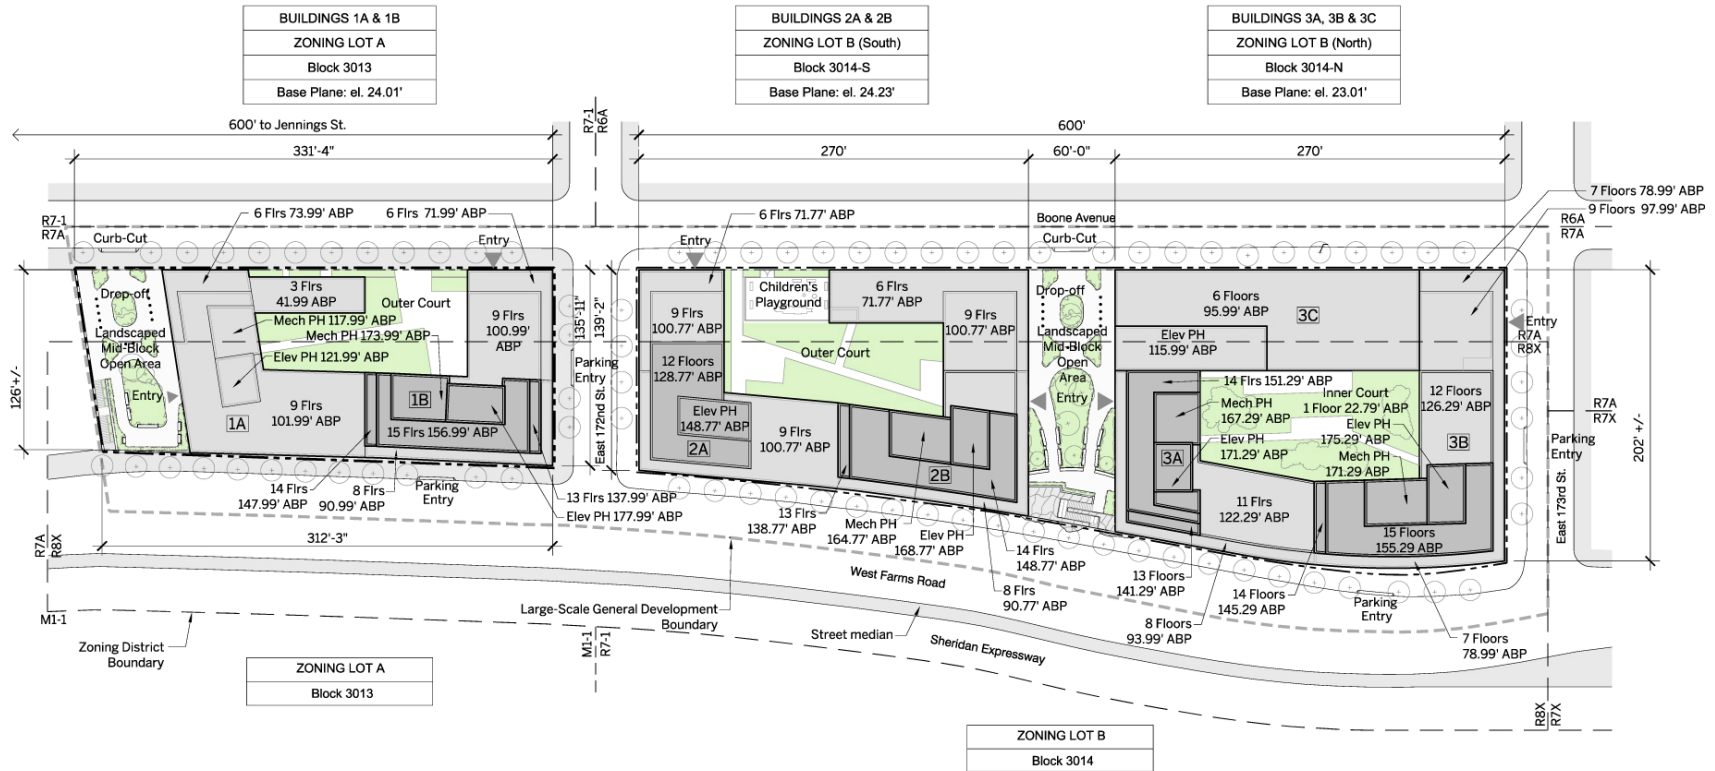 BUILDINGS 1A & 1B
ZONING LOT A
Block 3013
Base Plane: el. 24.01'
BUILDINGS 2A & 2B
ZONING LOT B (South)
Block 3014-S
Base Plane: el. 24.23'
BUILDINGS 3A, 3B & 3C
ZONING LOT B (North)
Block 3014-N
Base Plane: el. 23.01'
600' to Jennings St.
331'-4"
R7-1
R6A
600'
270'
60'-0"
270'
7 Floors 78.99' ABP
9 Floors 97.99' ABP
R7-1
R7A
6 Flrs 73.99' ABP
6 Flrs 71.99' ABP
6 Flrs 71.77' ABP
Boone Avenue
R6A
R7A
Curb-Cut
Entry
Entry
Curb-Cut
Drop-off
Landscaped
Mid-Block
Open Area
Entry
3 Flrs
41.99 ABP
Outer Court
Mech PH 117.99' ABP
Mech PH 173.99' ABP
Elev PH 121.99' ABP
9 Flrs
100.99'
ABP
1A
9 Flrs
101.99' ABP
1B
15 Flrs 156.99' ABP
126'+/-
135'-11"
139'-2"
Parking
Entry
East 172nd St.
14 Flrs
147.99' ABP
8 Flrs
90.99' ABP
Parking
Entry
13 Flrs 137.99' ABP
Elev PH 177.99' ABP
312'-3"
9 Flrs
100.77' ABP
Children's
Playground
6 Flrs
71.77' ABP
9 Flrs
100.77' ABP
12 Floors
128.77' ABP
Outer Court
Elev PH
148.77' ABP
2A
9 Flrs
100.77' ABP
2B
13 Flrs
138.77' ABP
Mech PH
164.77' ABP
Elev PH
168.77' ABP
14 Flrs
148.77' ABP
8 Flrs
90.77' ABP
Drop-off
Landscaped
Mid-Block
Open
Area
Entry
6 Floors
95.99' ABP
3C
Elev PH
115.99' ABP
Entry
R7A
R8X
14 Flrs 151.29' ABP
Mech PH
167.29' ABP
Inner Court
1 Floor 22.79' ABP
Elev PH
175.29' ABP
Elev PH
171.29' ABP
Mech PH
171.29 ABP
12 Floors
126.29' ABP
3B
3A
11 Flrs
122.29' ABP
15 Floors
155.29 ABP
R7A
R7X
Parking
Entry
East 173rd St.
202' +/-
13 Floors
141.29' ABP
8 Floors
93.99' ABP
14 Floors
145.29 ABP
Parking
Entry
7 Floors
78.99' ABP
R7A
R8X
West Farms Road
Large-Scale General Development
Boundary
Street median
Sheridan Expressway
M1-1
Zoning District
Boundary
M1-1
R7-1
R8X
R7X
ZONING LOT A
Block 3013
ZONING LOT B
Block 3014